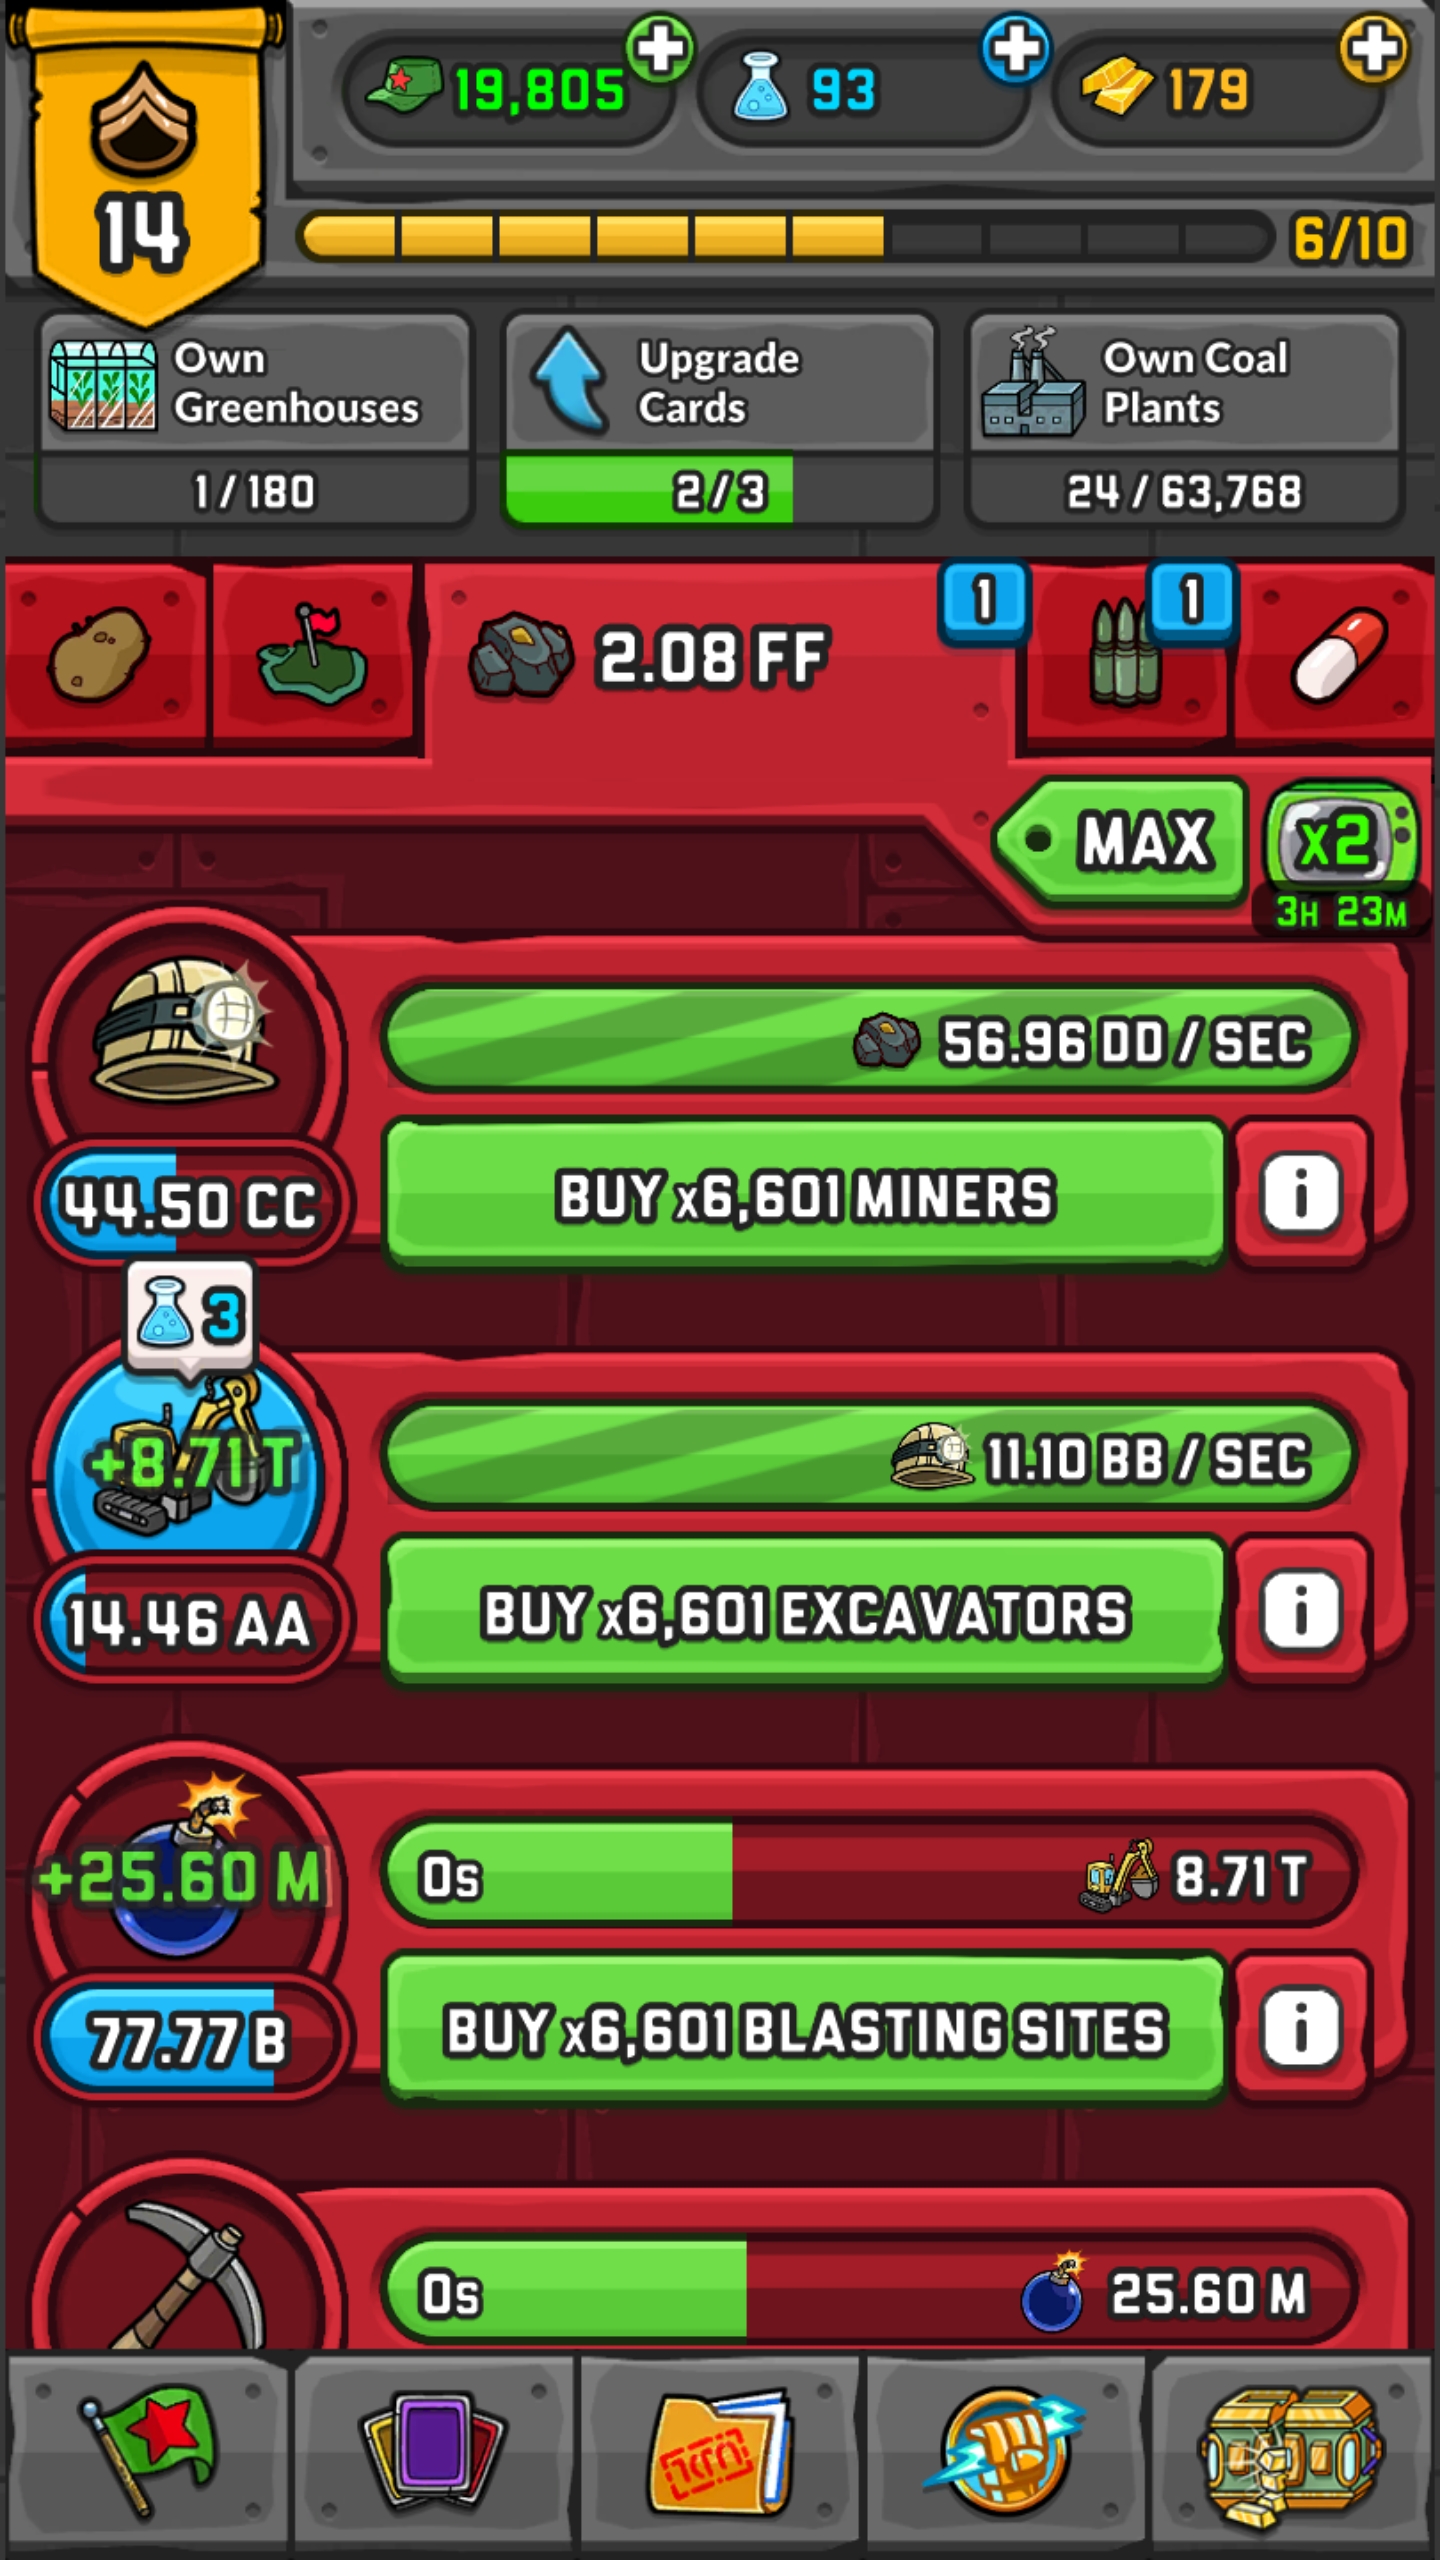 19,805
93
179
14
6/10
Own
Greenhouses
1/180
Upgrade
Cards
2/3
Own Coal
Plants
24/63,768
2.08 FF
1
1
MAX
x2
3H 23M
56.96 DD / SEC
44.50 CC
BUY x6,601 MINERS
i
3
+8.71 T
11.10 BB / SEC
14.46 AA
BUY x6,601 EXCAVATORS
i
+25.60 M
0s
8.71 T
77.77 B
BUY x6,601 BLASTING SITES
i
0s
25.60 M